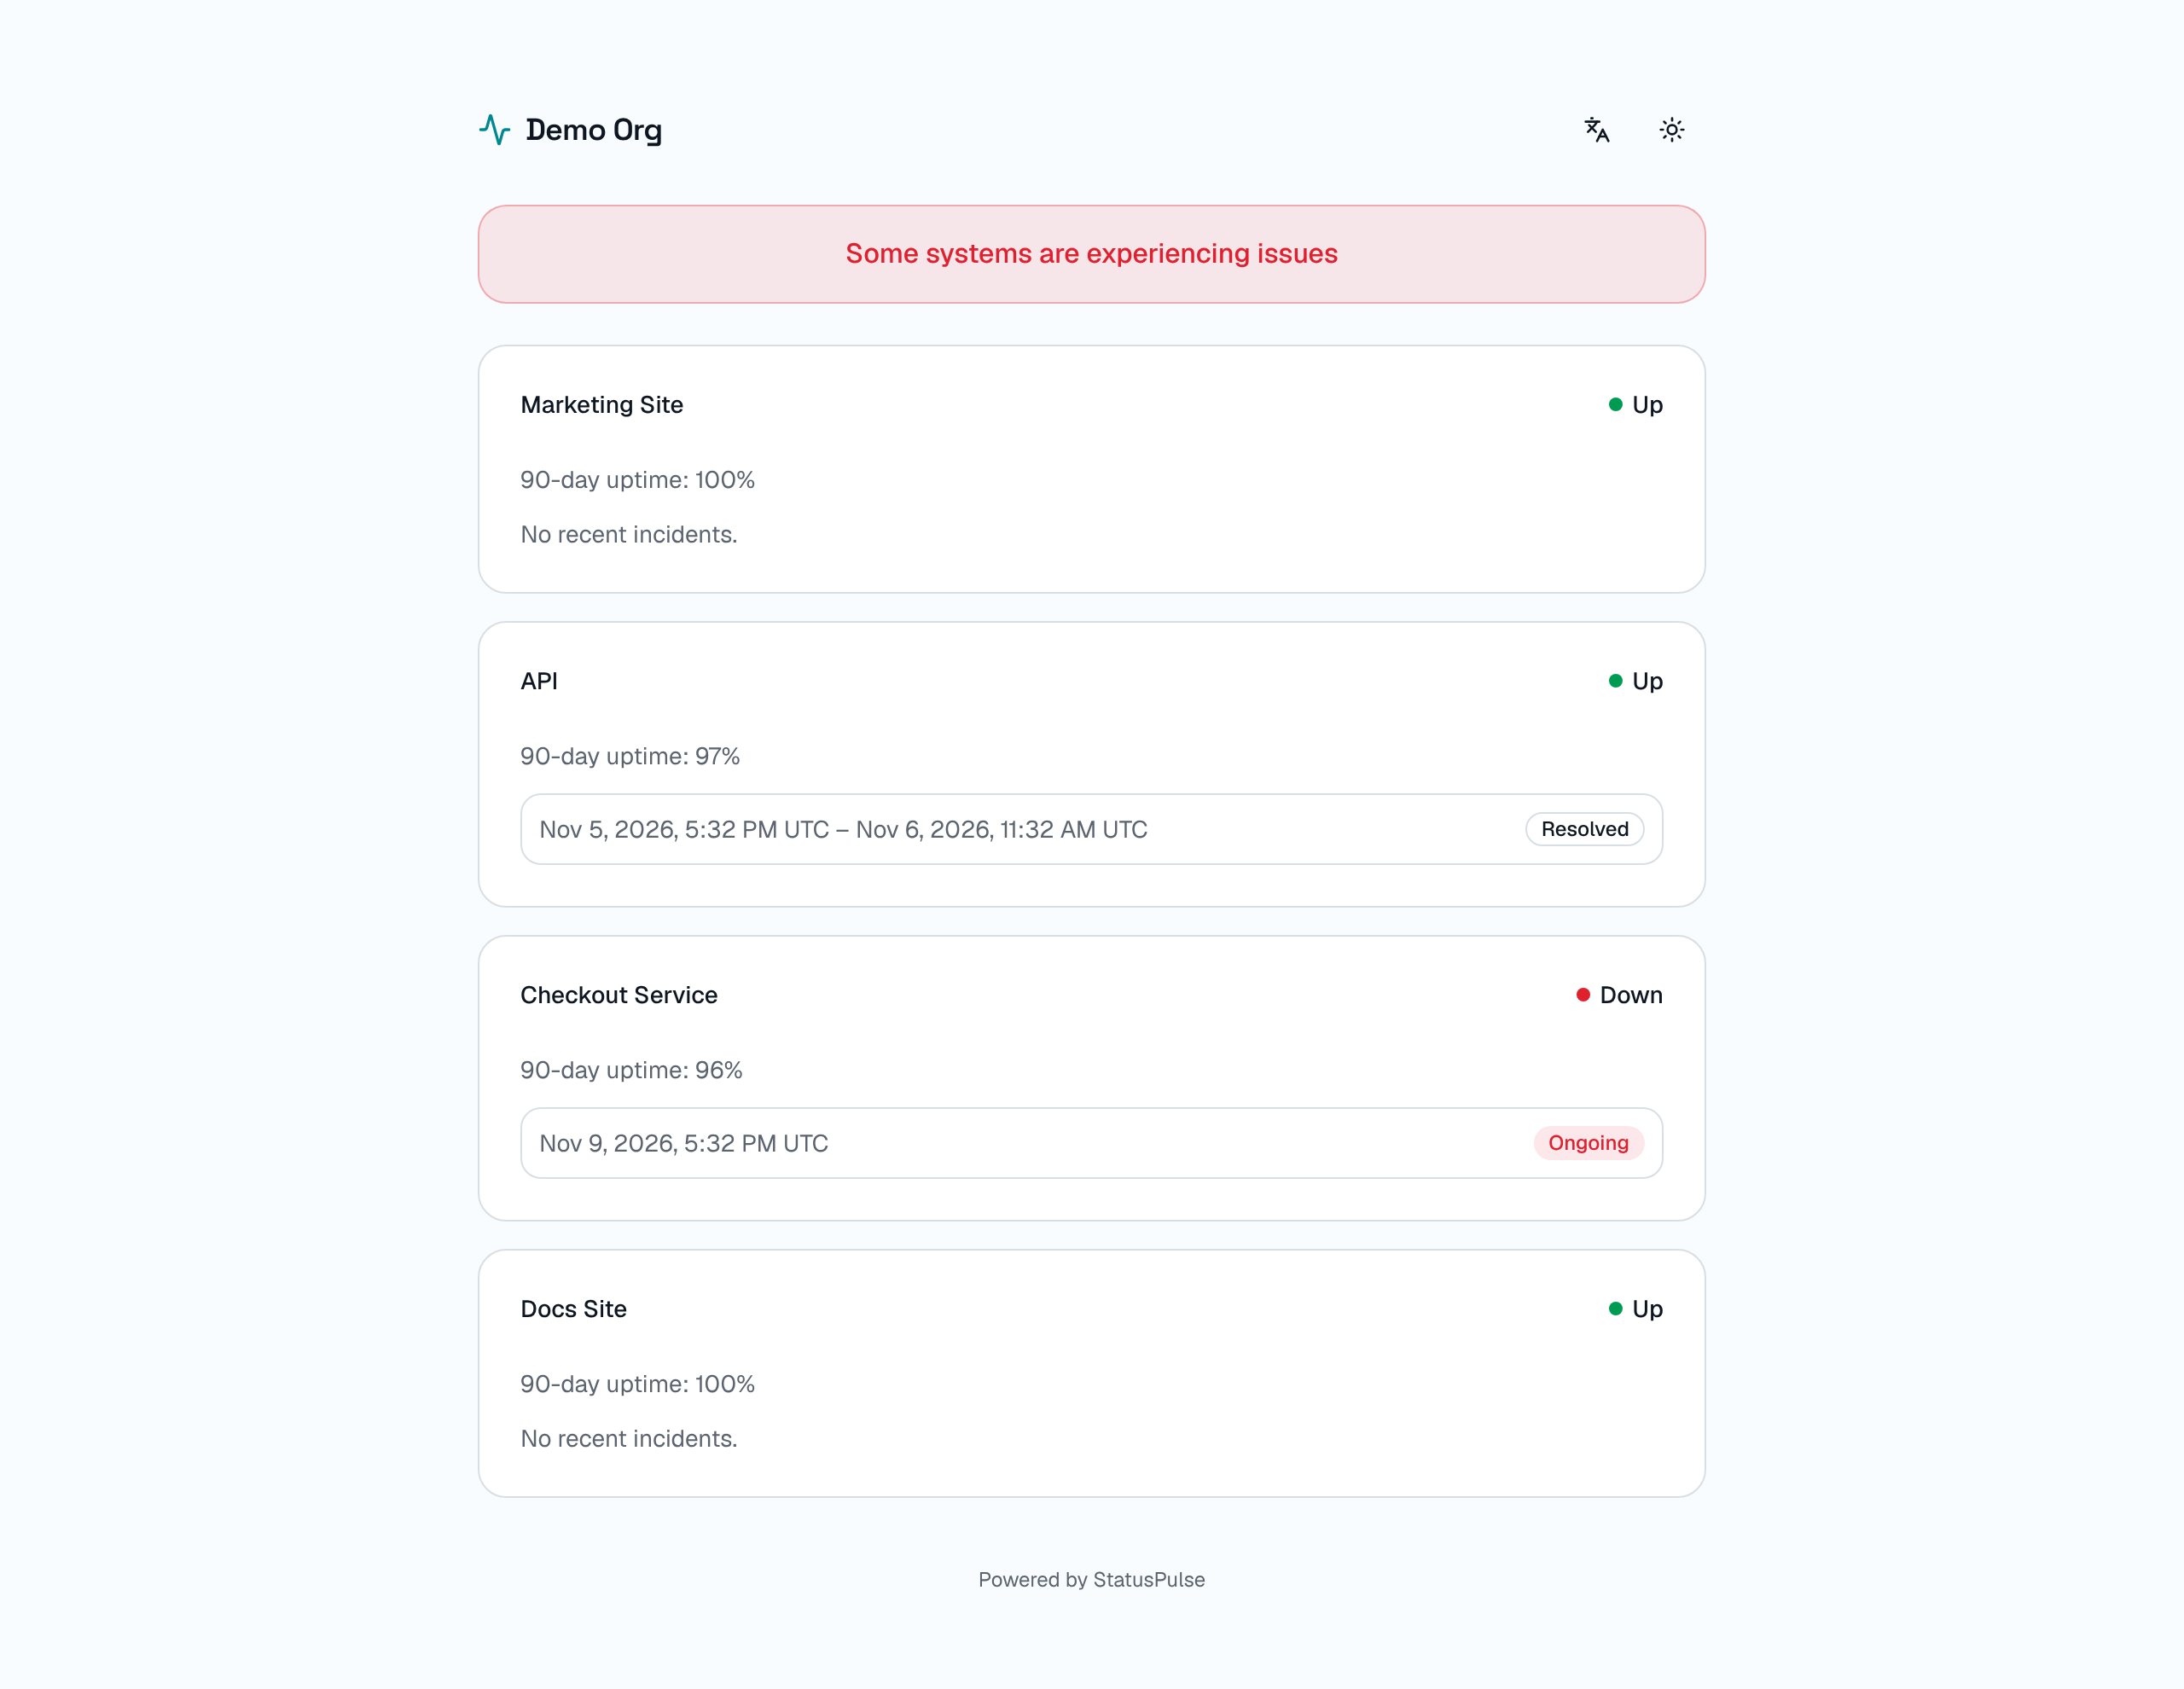 Demo Org
Some systems are experiencing issues
Marketing Site
Up
90-day uptime: 100%
No recent incidents.
API
Up
90-day uptime: 97%
Nov 5, 2026, 5:32 PM UTC – Nov 6, 2026, 11:32 AM UTC
Resolved
Checkout Service
Down
90-day uptime: 96%
Nov 9, 2026, 5:32 PM UTC
Ongoing
Docs Site
Up
90-day uptime: 100%
No recent incidents.
Powered by StatusPulse